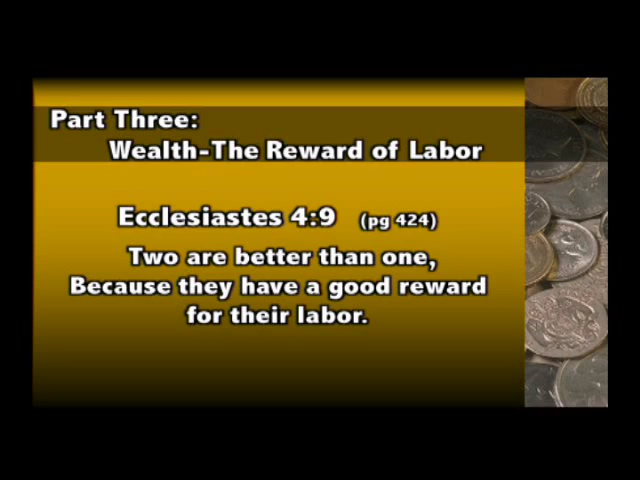 Part Three:
Wealth-The Reward of Labor
Ecclesiastes 4:9 (pg 424)
Two are better than one,
Because they have a good reward
for their labor.